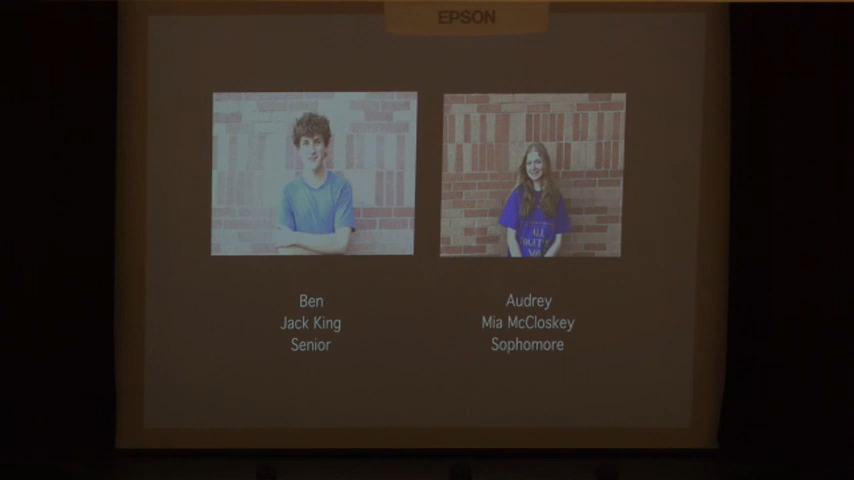 EPSON
Ben
Jack King
Senior
Audrey
Mia McCloskey
Sophomore